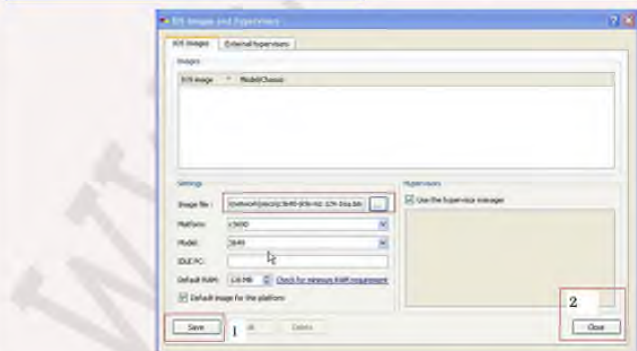 IOS Images and Hypervisors
IOS Images
External hypervisors
Images
IOS Image
Model/Chassis
Settings
Image file :
Platform:
c3600
Model:
3640
IDLE PC:
Default RAM:
128 MB
Check for minimum RAM requirement
Default image for this platform
Save
1
Delete
Hypervisors
Use the hypervisor manager
2
Close